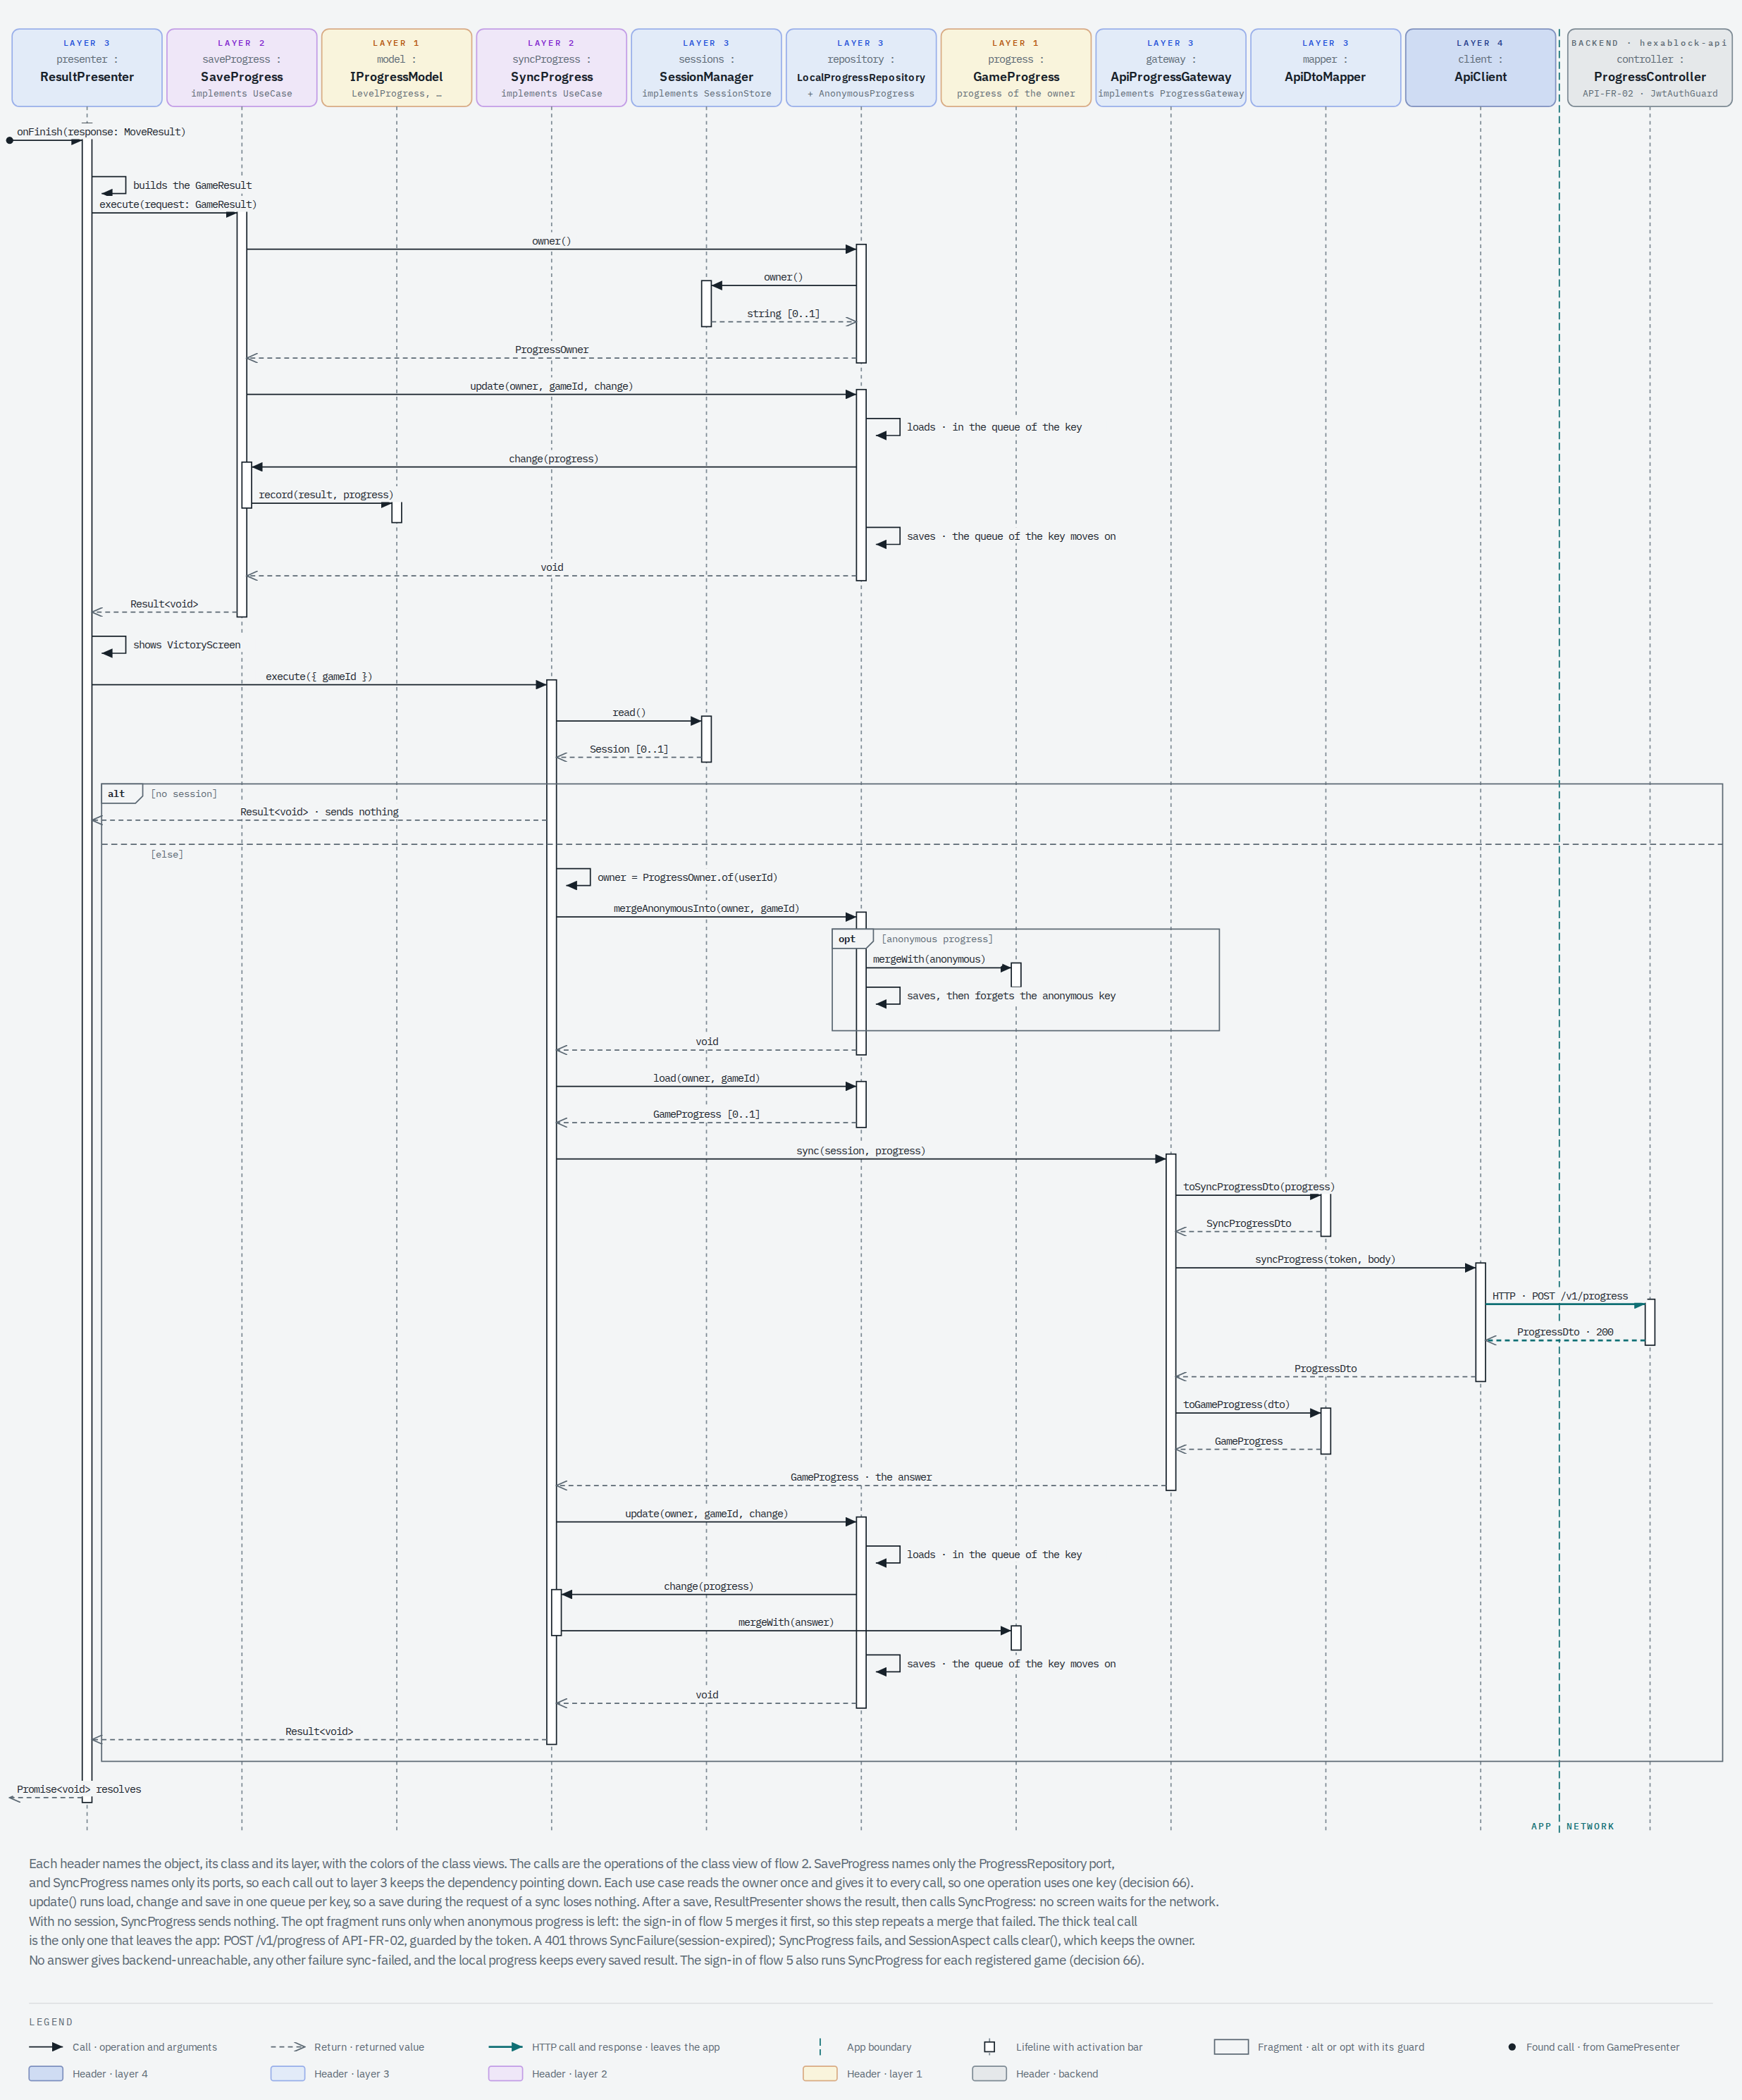 LAYER 3
presenter :
ResultPresenter
LAYER 2
saveProgress :
SaveProgress
implements UseCase
LAYER 1
model :
IProgressModel
LevelProgress, …
LAYER 2
syncProgress :
SyncProgress
implements UseCase
LAYER 3
sessions :
SessionManager
implements SessionStore
LAYER 3
repository :
LocalProgressRepository
+ AnonymousProgress
LAYER 1
progress :
GameProgress
progress of the owner
LAYER 3
gateway :
ApiProgressGateway
implements ProgressGateway
LAYER 3
mapper :
ApiDtoMapper
LAYER 4
client :
ApiClient
BACKEND · hexablock-api
controller :
ProgressController
API-FR-02 · JwtAuthGuard
onFinish(response: MoveResult)
builds the GameResult
execute(request: GameResult)
owner()
owner()
string [0..1]
ProgressOwner
update(owner, gameId, change)
loads · in the queue of the key
change(progress)
record(result, progress)
saves · the queue of the key moves on
void
Result<void>
shows VictoryScreen
execute({ gameId })
read()
Session [0..1]
alt
[no session]
Result<void> · sends nothing
[else]
owner = ProgressOwner.of(userId)
mergeAnonymousInto(owner, gameId)
opt
[anonymous progress]
mergeWith(anonymous)
saves, then forgets the anonymous key
void
load(owner, gameId)
GameProgress [0..1]
sync(session, progress)
toSyncProgressDto(progress)
SyncProgressDto
syncProgress(token, body)
HTTP · POST /v1/progress
ProgressDto · 200
ProgressDto
toGameProgress(dto)
GameProgress
GameProgress · the answer
update(owner, gameId, change)
loads · in the queue of the key
change(progress)
mergeWith(answer)
saves · the queue of the key moves on
void
Result<void>
Promise<void> resolves
APP
NETWORK
Each header names the object, its class and its layer, with the colors of the class views. The calls are the operations of the class view of flow 2. SaveProgress names only the ProgressRepository port,
and SyncProgress names only its ports, so each call out to layer 3 keeps the dependency pointing down. Each use case reads the owner once and gives it to every call, so one operation uses one key (decision 66).
update() runs load, change and save in one queue per key, so a save during the request of a sync loses nothing. After a save, ResultPresenter shows the result, then calls SyncProgress: no screen waits for the network.
With no session, SyncProgress sends nothing. The opt fragment runs only when anonymous progress is left: the sign-in of flow 5 merges it first, so this step repeats a merge that failed. The thick teal call
is the only one that leaves the app: POST /v1/progress of API-FR-02, guarded by the token. A 401 throws SyncFailure(session-expired); SyncProgress fails, and SessionAspect calls clear(), which keeps the owner.
No answer gives backend-unreachable, any other failure sync-failed, and the local progress keeps every saved result. The sign-in of flow 5 also runs SyncProgress for each registered game (decision 66).
LEGEND
Call · operation and arguments
Return · returned value
HTTP call and response · leaves the app
App boundary
Lifeline with activation bar
Fragment · alt or opt with its guard
Found call · from GamePresenter
Header · layer 4
Header · layer 3
Header · layer 2
Header · layer 1
Header · backend